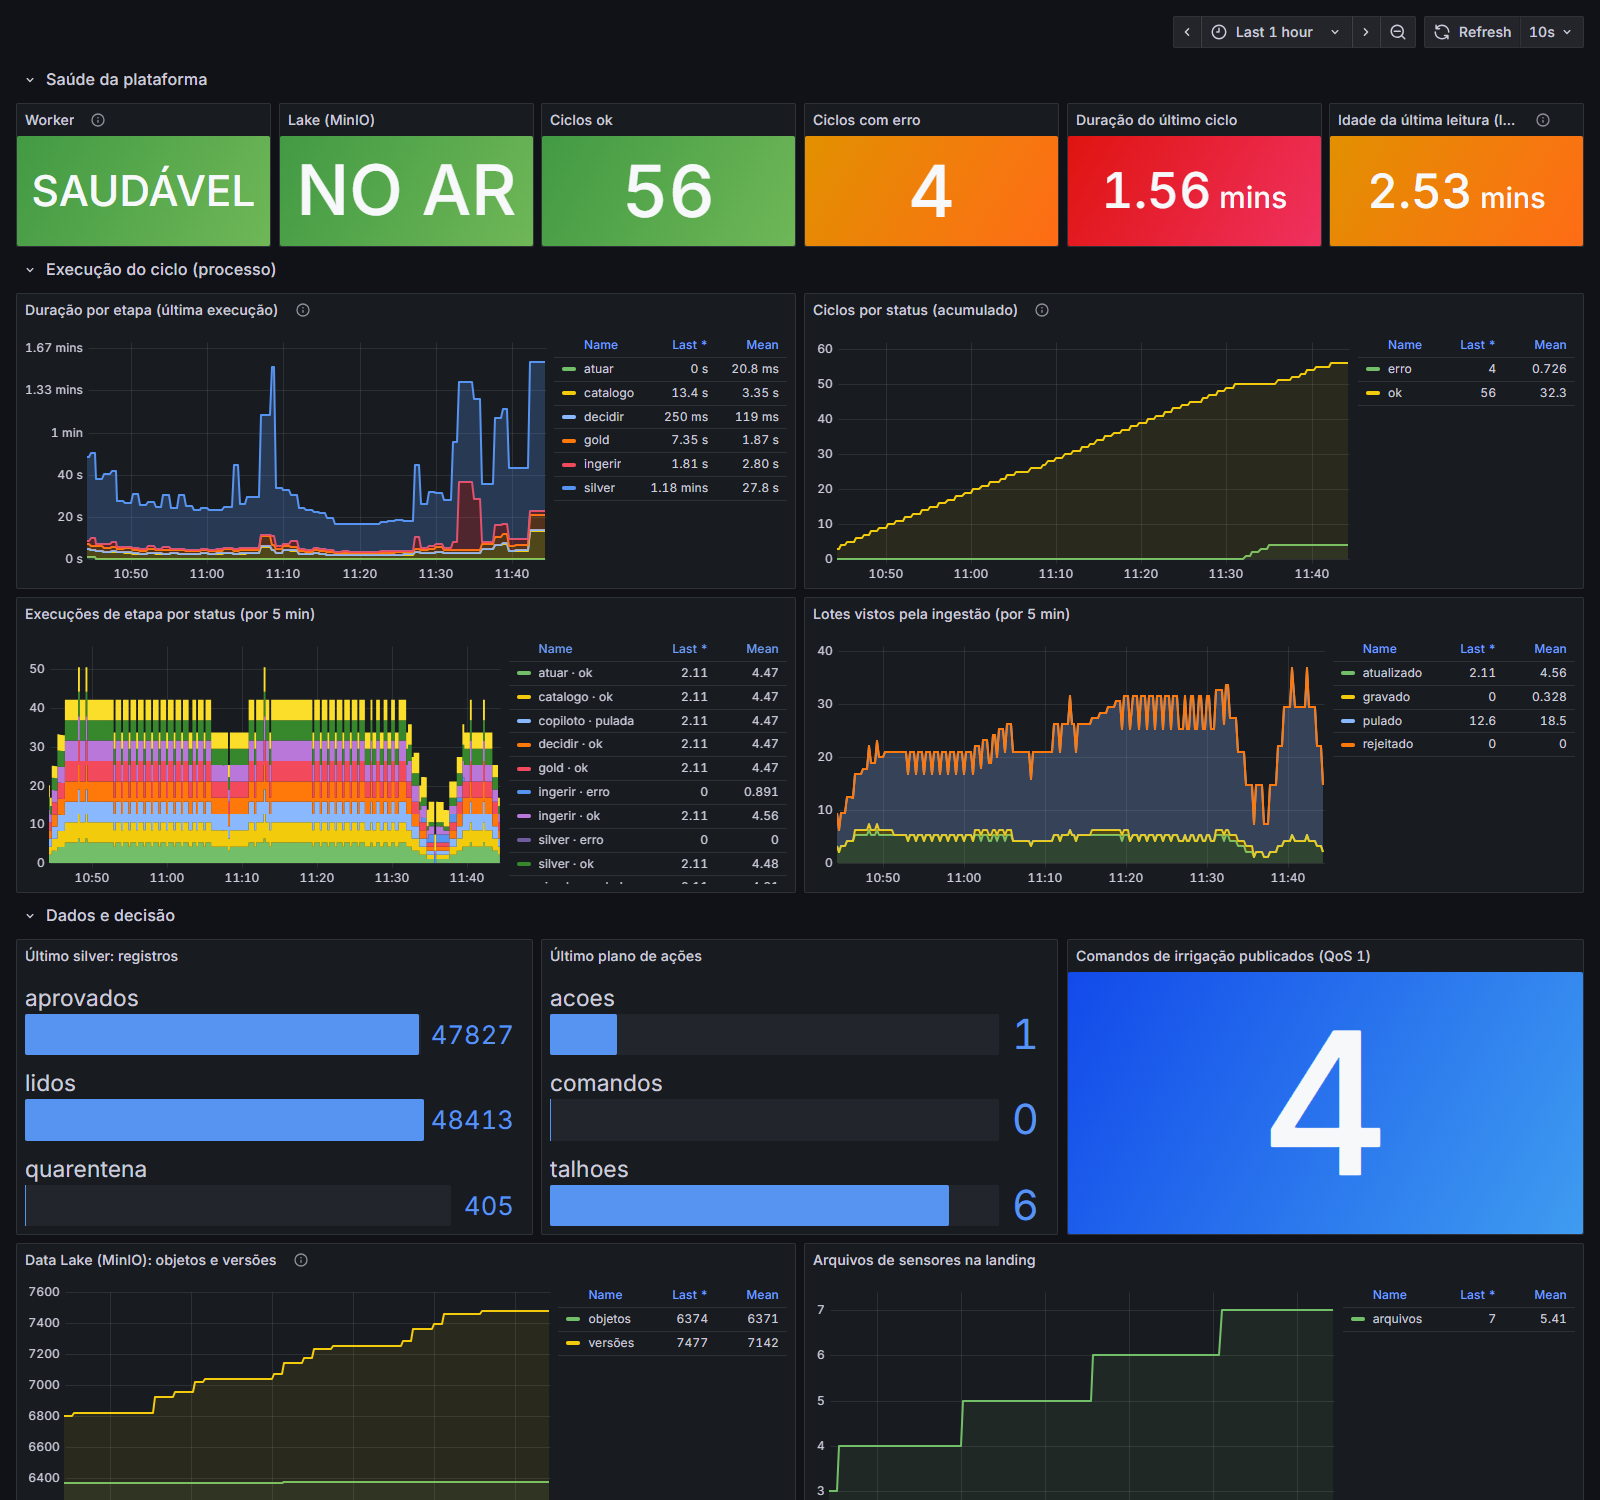 Last 1 hour
Refresh
10s
Saúde da plataforma
Worker
Lake (MinIO)
Ciclos ok
Ciclos com erro
Duração do último ciclo
Idade da última leitura (l...
SAUDÁVEL
NO AR
56
4
1.56 mins
2.53 mins
Execução do ciclo (processo)
Duração por etapa (última execução)
1.67 mins
1.33 mins
1 min
40 s
20 s
0 s
10:50 11:00 11:10 11:20 11:30 11:40
Name Last * Mean
atuar 0 s 20.8 ms
catalogo 13.4 s 3.35 s
decidir 250 ms 119 ms
gold 7.35 s 1.87 s
ingerir 1.81 s 2.80 s
silver 1.18 mins 27.8 s
Ciclos por status (acumulado)
60
50
40
30
20
10
0
10:50 11:00 11:10 11:20 11:30 11:40
Name Last * Mean
erro 4 0.726
ok 56 32.3
Execuções de etapa por status (por 5 min)
50
40
30
20
10
0
10:50 11:00 11:10 11:20 11:30 11:40
Name Last * Mean
atuar · ok 2.11 4.47
catalogo · ok 2.11 4.47
copiloto · pulada 2.11 4.47
decidir · ok 2.11 4.47
gold · ok 2.11 4.47
ingerir · erro 0 0.891
ingerir · ok 2.11 4.56
silver · erro 0 0
silver · ok 2.11 4.48
Lotes vistos pela ingestão (por 5 min)
40
30
20
10
0
10:50 11:00 11:10 11:20 11:30 11:40
Name Last * Mean
atualizado 2.11 4.56
gravado 0 0.328
pulado 12.6 18.5
rejeitado 0 0
Dados e decisão
Último silver: registros
aprovados
47827
lidos
48413
quarentena
405
Último plano de ações
acoes
1
comandos
0
talhoes
6
Comandos de irrigação publicados (QoS 1)
4
Data Lake (MinIO): objetos e versões
7600
7400
7200
7000
6800
6600
6400
Name Last * Mean
objetos 6374 6371
versões 7477 7142
Arquivos de sensores na landing
7
6
5
4
3
Name Last * Mean
arquivos 7 5.41